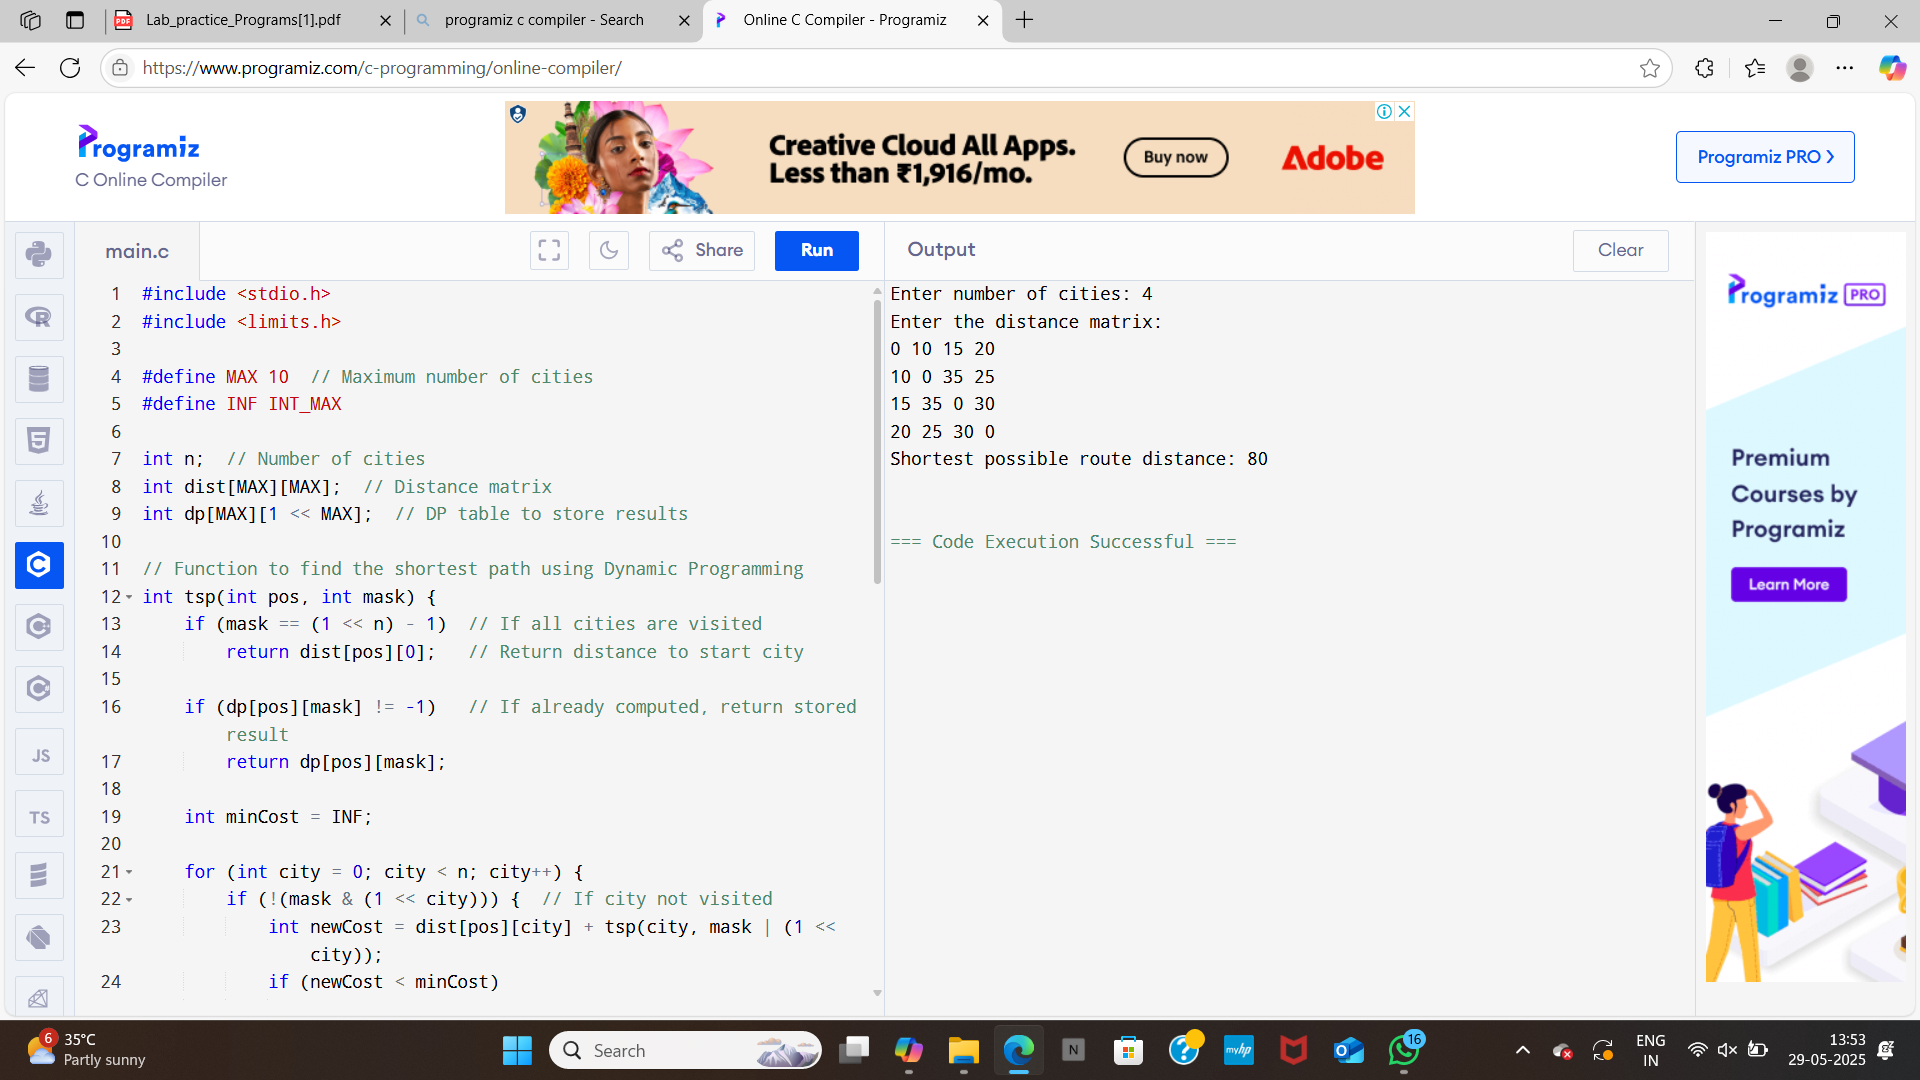 Lab_practice_Programs[1].pdf
programiz c compiler - Search
Online C Compiler - Programiz
https://www.programiz.com/c-programming/online-compiler/
Programiz
C Online Compiler
Creative Cloud All Apps.
Less than ₹1,916/mo.
Buy now
Adobe
Programiz PRO
main.c
Share
Run
Output
Clear
1 #include <stdio.h>
2 #include <limits.h>
3
4 #define MAX 10  // Maximum number of cities
5 #define INF INT_MAX
6
7 int n;  // Number of cities
8 int dist[MAX][MAX];  // Distance matrix
9 int dp[MAX][1 << MAX];  // DP table to store results
10
11 // Function to find the shortest path using Dynamic Programming
12 int tsp(int pos, int mask) {
13     if (mask == (1 << n) - 1)  // If all cities are visited
14         return dist[pos][0];   // Return distance to start city
15
16     if (dp[pos][mask] != -1)   // If already computed, return stored
result
17         return dp[pos][mask];
18
19     int minCost = INF;
20
21     for (int city = 0; city < n; city++) {
22         if (!(mask & (1 << city))) {  // If city not visited
23             int newCost = dist[pos][city] + tsp(city, mask | (1 <<
city));
24             if (newCost < minCost)
Enter number of cities: 4
Enter the distance matrix:
0 10 15 20
10 0 35 25
15 35 0 30
20 25 30 0
Shortest possible route distance: 80
=== Code Execution Successful ===
Programiz PRO
Premium
Courses by
Programiz
Learn More
JS
TS
6
35°C
Partly sunny
Search
N
myhp
16
ENG
IN
13:53
29-05-2025